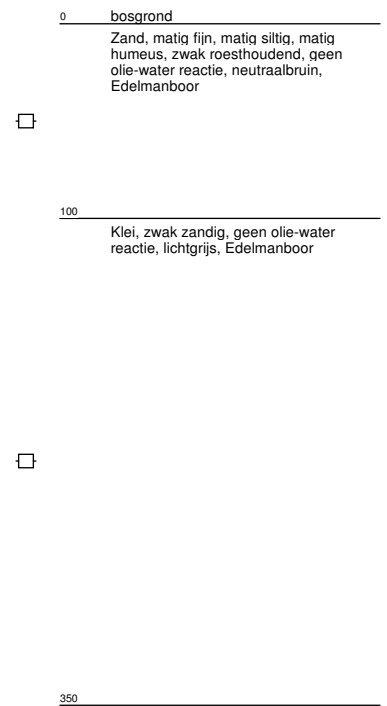 0 bosgrond
Zand, matig fijn, matig siltig, matig
humeus, zwak roesthoudend, geen
olie-water reactie, neutraalbruin,
Edelmanboor
100
Klei, zwak zandig, geen olie-water
reactie, lichtgrijs, Edelmanboor
350